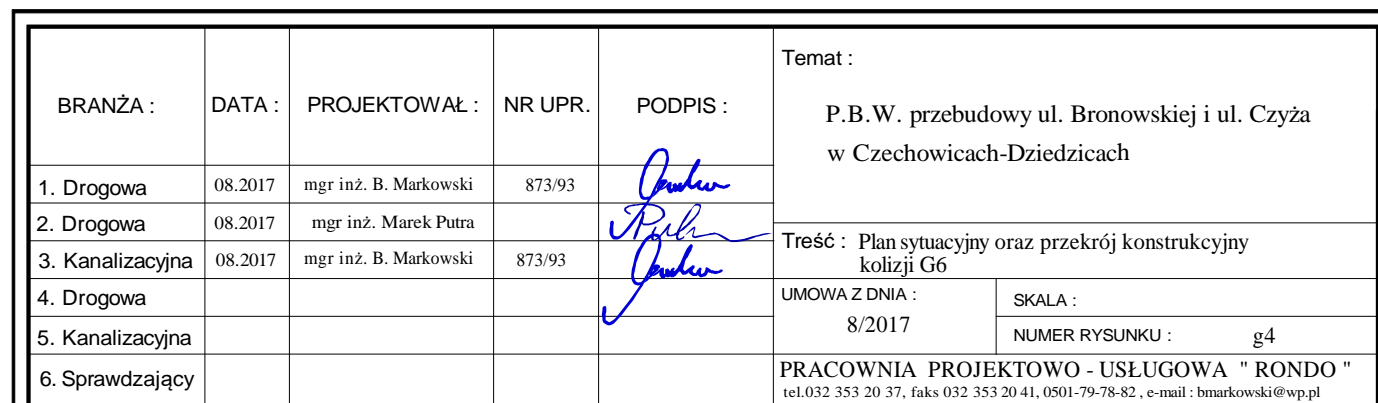 BRANŻA : DATA : PROJEKTOWAŁ : NR UPR. PODPIS :
1. Drogowa 08.2017 mgr inż. B. Markowski 873/93
2. Drogowa 08.2017 mgr inż. Marek Putra
3. Kanalizacyjna 08.2017 mgr inż. B. Markowski 873/93
4. Drogowa
5. Kanalizacyjna
6. Sprawdzający
Temat :
P.B.W. przebudowy ul. Bronowskiej i ul. Czyża
w Czechowicach-Dziedzicach
Treść : Plan sytuacyjny oraz przekrój konstrukcyjny
kolizji G6
UMOWA Z DNIA :
8/2017
SKALA :
NUMER RYSUNKU : g4
PRACOWNIA PROJEKTOWO - USŁUGOWA " RONDO "
tel.032 353 20 37, faks 032 353 20 41, 0501-79-78-82 , e-mail : bmarkowski@wp.pl